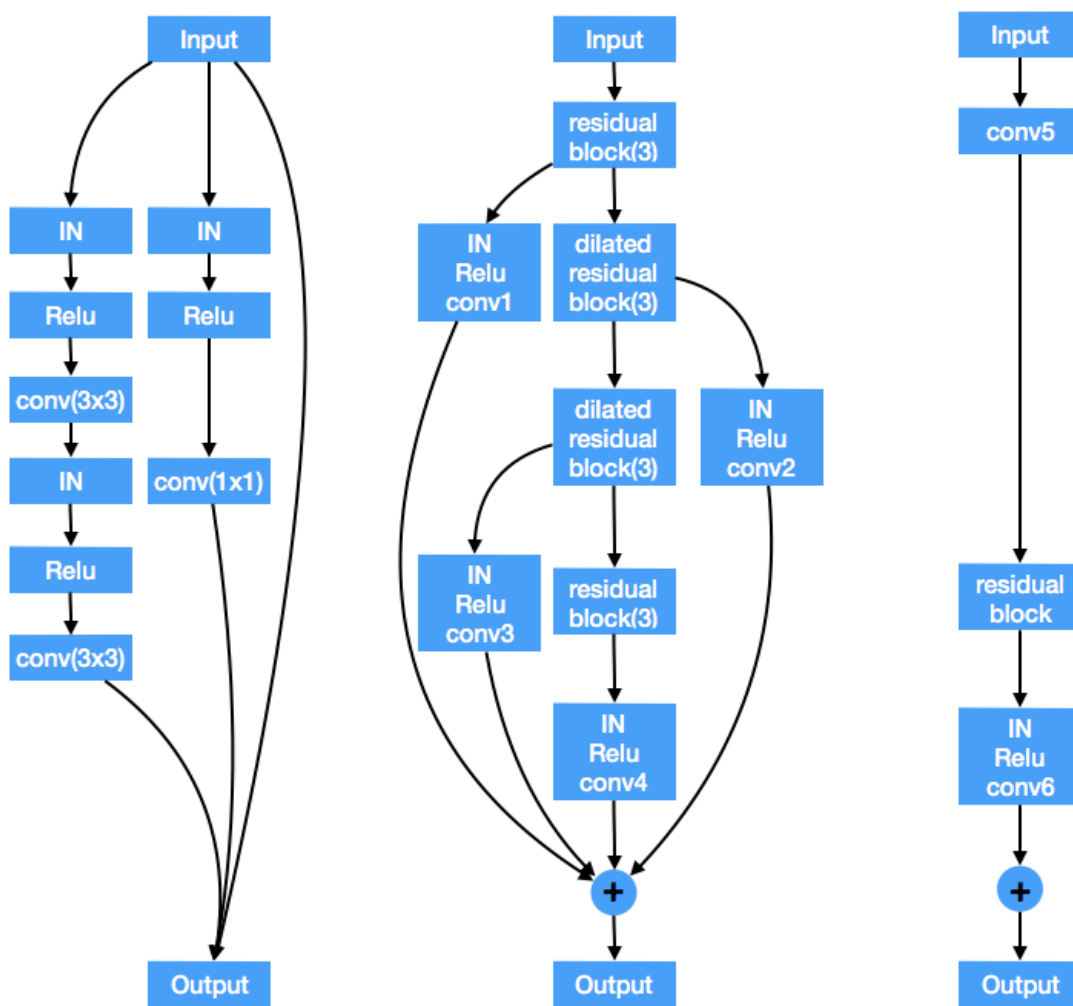 Input
IN
Relu
conv(3x3)
IN
Relu
conv(3x3)
IN
Relu
conv(1x1)
Output
Input
residual
block(3)
IN
Relu
conv1
dilated
residual
block(3)
dilated
residual
block(3)
IN
Relu
conv2
IN
Relu
conv3
residual
block(3)
IN
Relu
conv4
+
Output
Input
conv5
residual
block
IN
Relu
conv6
+
Output